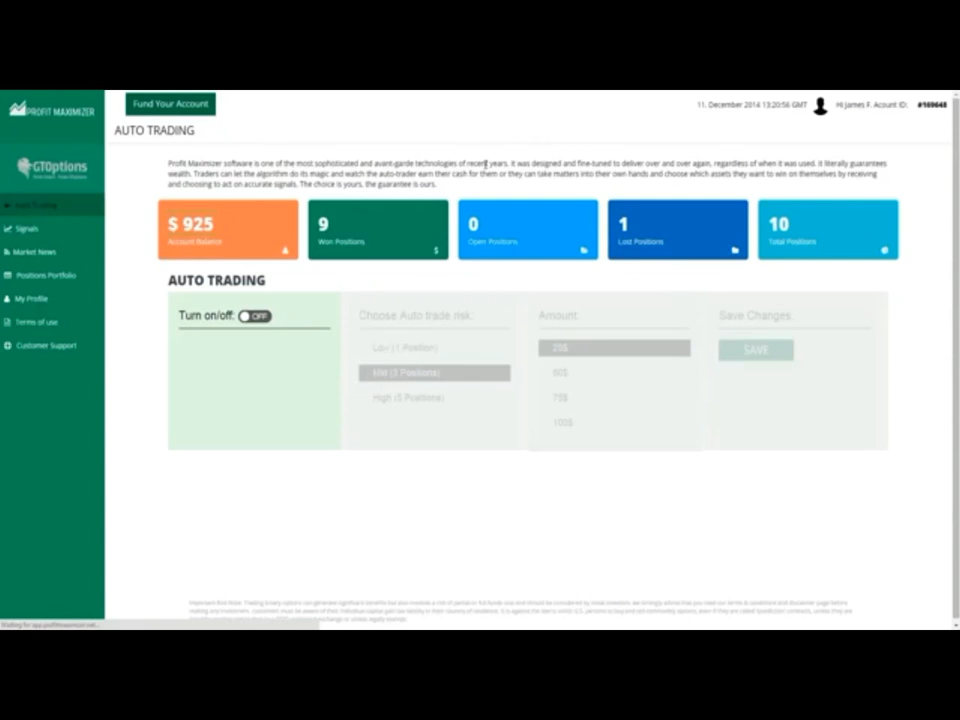 Fund Your Account
11. December 2014 13:20:56 GMT
Hi James F. Acount ID: #169648
PROFIT MAXIMIZER
AUTO TRADING
GTOptions
Profit Maximizer software is one of the most sophisticated and avant-garde technologies of recent years. It was designed and fine-tuned to deliver over and over again, regardless of when it was used. It literally guarantees
wealth. Traders can let the algorithm do its magic and watch the auto-trader earn their cash for them or they can take matters into their own hands and choose which assets they want to win on themselves by receiving
and choosing to act on accurate signals. The choice is yours, the guarantee is ours.
Auto Trading
Signals
Market News
Positions Portfolio
My Profile
Terms of use
Customer Support
$ 925
Account Balance
9
Won Positions
$
0
Open Positions
1
Lost Positions
10
Total Positions
AUTO TRADING
Turn on/off: OFF
Choose Auto trade risk:
Low (1 Position)
Mid (3 Positions)
High (5 Positions)
Amount
25$
50$
75$
100$
Save Changes
SAVE